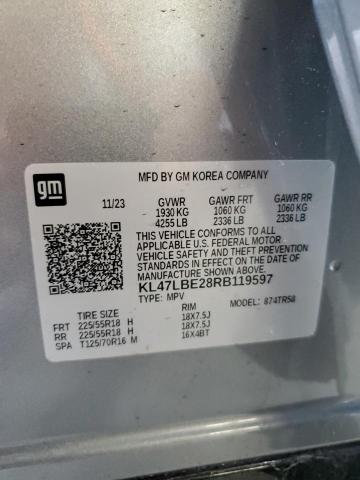 gm
MFD BY GM KOREA COMPANY
11/23 GVWR GAWR FRT GAWR RR
1930 KG 1060 KG 1060 KG
4255 LB 2336 LB 2336 LB
THIS VEHICLE CONFORMS TO ALL
APPLICABLE U.S. FEDERAL MOTOR
VEHICLE SAFETY AND THEFT PREVENTION
STANDARDS IN EFFECT ON THE DATE OF
MANUFACTURE SHOWN ABOVE.
KL47LBE28RB119597
TYPE: MPV 874TR58
TIRE SIZE RIM
FRT 225/55R18 H 18X7.5J
RR 225/55R18 H 18X7.5J
SPA T125/70R16 M 16X4BT